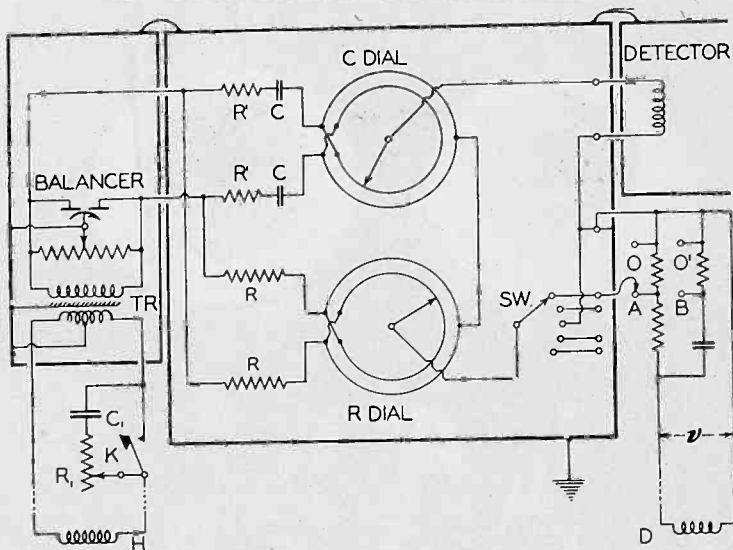 C DIAL
DETECTOR
R' C
BALANCER
R' C
R
SW.
O O'
A B
TR
R
R DIAL
C₁
K
R₁
v
H
D